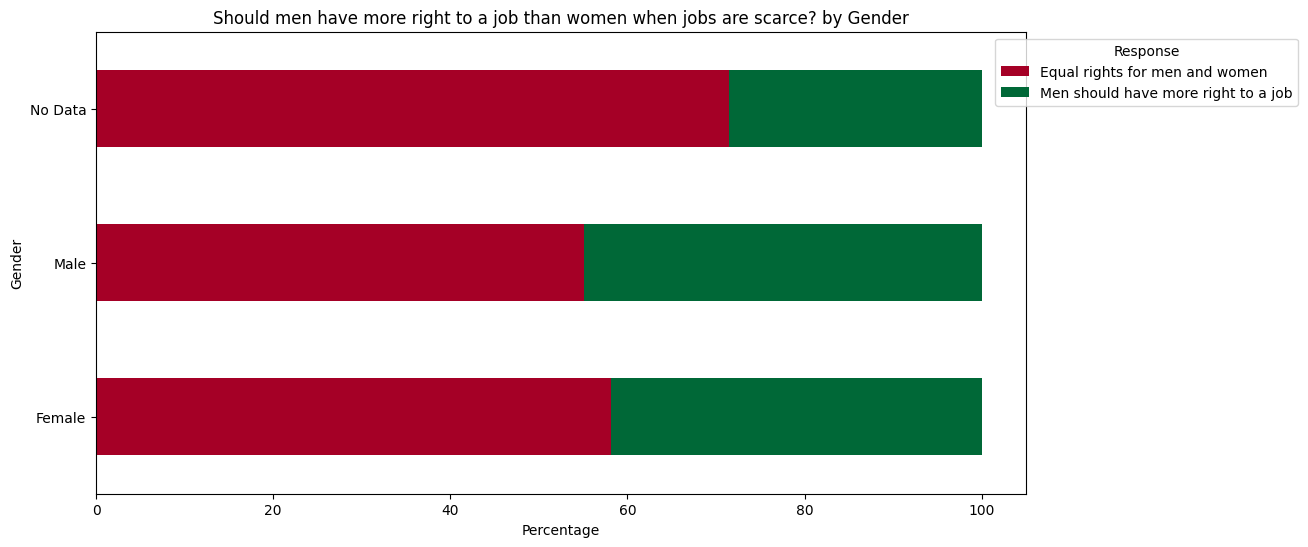 Should men have more right to a job than women when jobs are scarce? by Gender
Response
Equal rights for men and women
Men should have more right to a job
Gender
No Data
Male
Female
0 20 40 60 80 100
Percentage